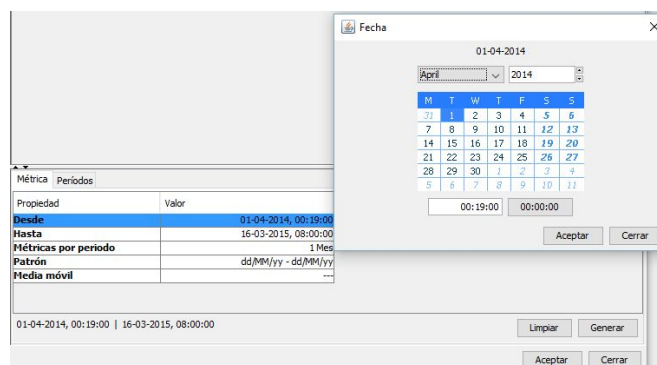 Fecha
01-04-2014
April 2014
M T W T F S S
31 1 2 3 4 5 6
7 8 9 10 11 12 13
14 15 16 17 18 19 20
21 22 23 24 25 26 27
28 29 30 1 2 3 4
5 6 7 8 9 10 11
00:19:00 00:00:00
Aceptar Cerrar
Métrica Períodos
Propiedad Valor
Desde 01-04-2014, 00:19:00
Hasta 16-03-2015, 08:00:00
Métricas por periodo 1 Mes
Patrón dd/MM/yy - dd/MM/yy
Media móvil ---
01-04-2014, 00:19:00 | 16-03-2015, 08:00:00
Limpiar Generar
Aceptar Cerrar